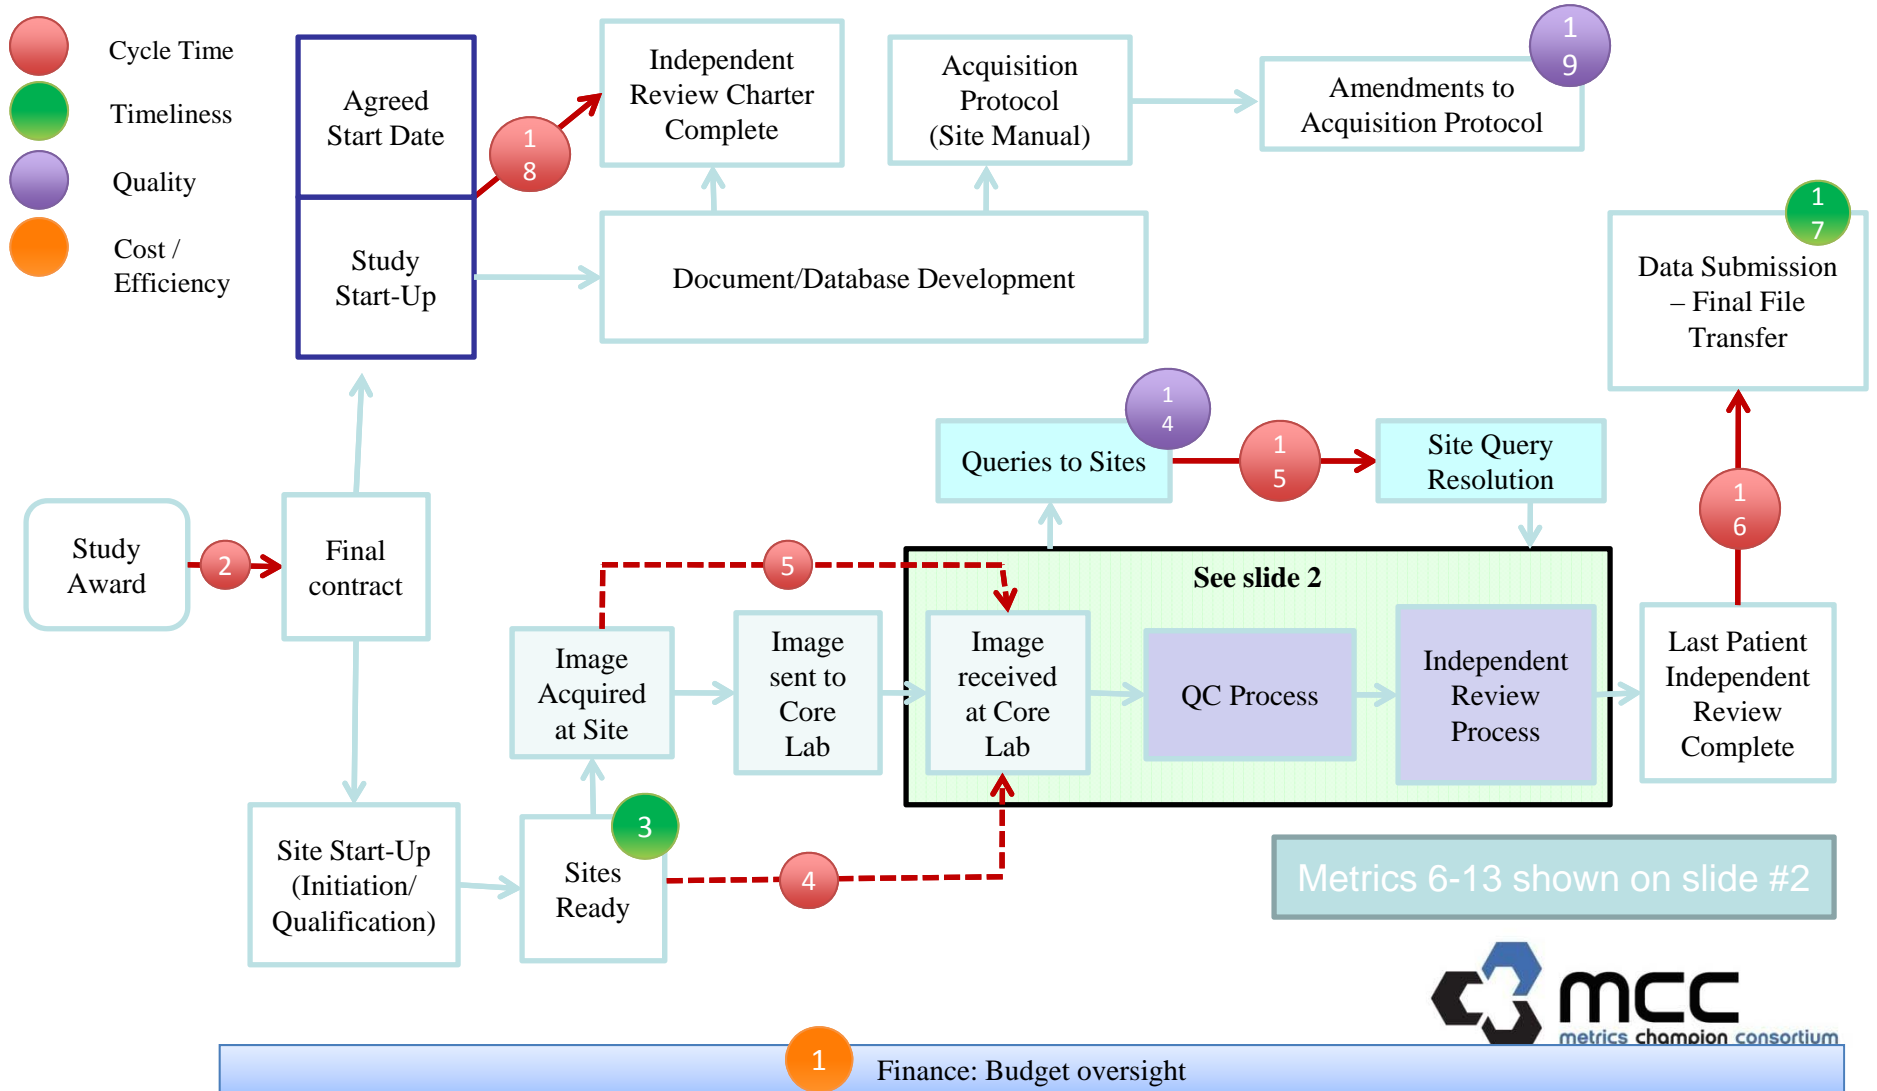 Cycle Time
Timeliness
Quality
Cost /
Efficiency
Agreed
Start Date
Study
Start-Up
1
8
Independent
Review Charter
Complete
Acquisition
Protocol
(Site Manual)
Amendments to
Acquisition Protocol
1
9
Document/Database Development
1
7
Data Submission
– Final File
Transfer
Queries to Sites
1
4
1
5
Site Query
Resolution
1
6
Study
Award
2
Final
contract
5
See slide 2
Image
Acquired
at Site
Image
sent to
Core
Lab
Image
received
at Core
Lab
QC Process
Independent
Review
Process
Last Patient
Independent
Review
Complete
Site Start-Up
(Initiation/
Qualification)
Sites
Ready
3
4
Metrics 6-13 shown on slide #2
mcc
metrics champion consortium
1
Finance: Budget oversight